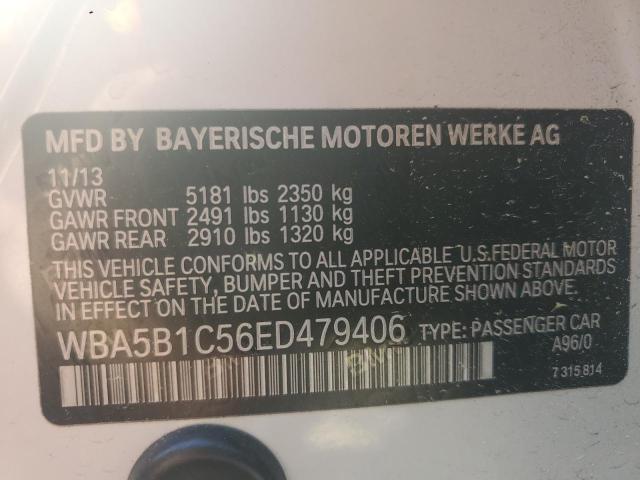 MFD BY BAYERISCHE MOTOREN WERKE AG
11/13
GVWR 5181 lbs 2350 kg
GAWR FRONT 2491 lbs 1130 kg
GAWR REAR 2910 lbs 1320 kg
THIS VEHICLE CONFORMS TO ALL APPLICABLE U.S.FEDERAL MOTOR
VEHICLE SAFETY, BUMPER AND THEFT PREVENTION STANDARDS
IN EFFECT ON THE DATE OF MANUFACTURE SHOWN ABOVE.
WBA5B1C56ED479406 TYPE: PASSENGER CAR
A96/0
7 315 814